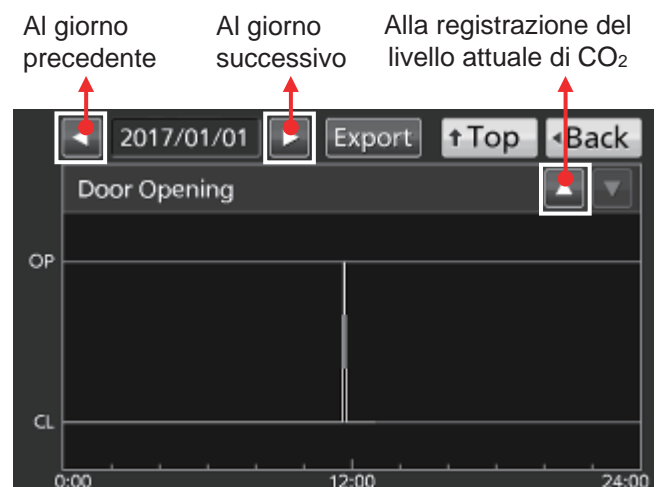 Al giorno
precedente
Al giorno
successivo
Alla registrazione del
livello attuale di CO₂
◄ 2017/01/01 ► Export ↑Top ◂Back
Door Opening ▲ ▼
OP
CL
0:00 12:00 24:00